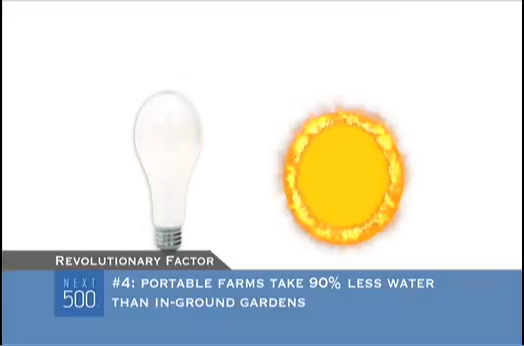 REVOLUTIONARY FACTOR
NEXT
500
#4: PORTABLE FARMS TAKE 90% LESS WATER
THAN IN-GROUND GARDENS